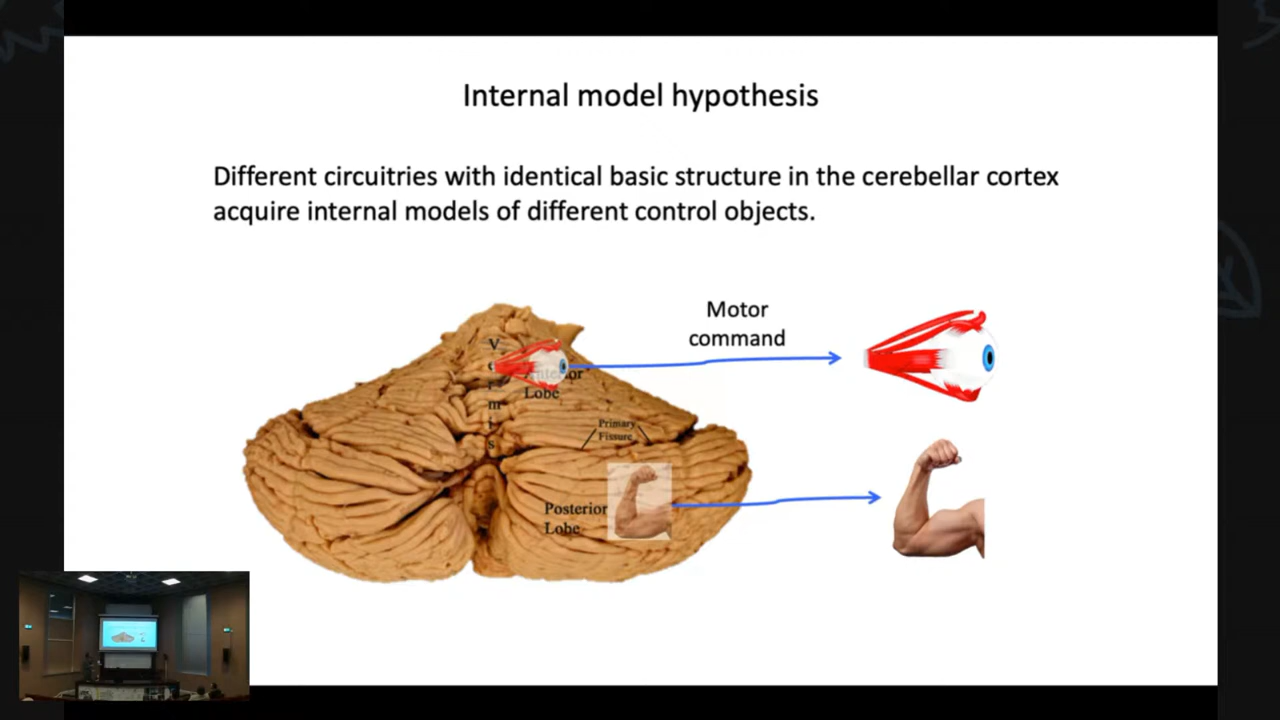 Internal model hypothesis
Different circuitries with identical basic structure in the cerebellar cortex
acquire internal models of different control objects.
Motor
command
Vermis
Lobe
Primary
Fissure
Posterior
Lobe